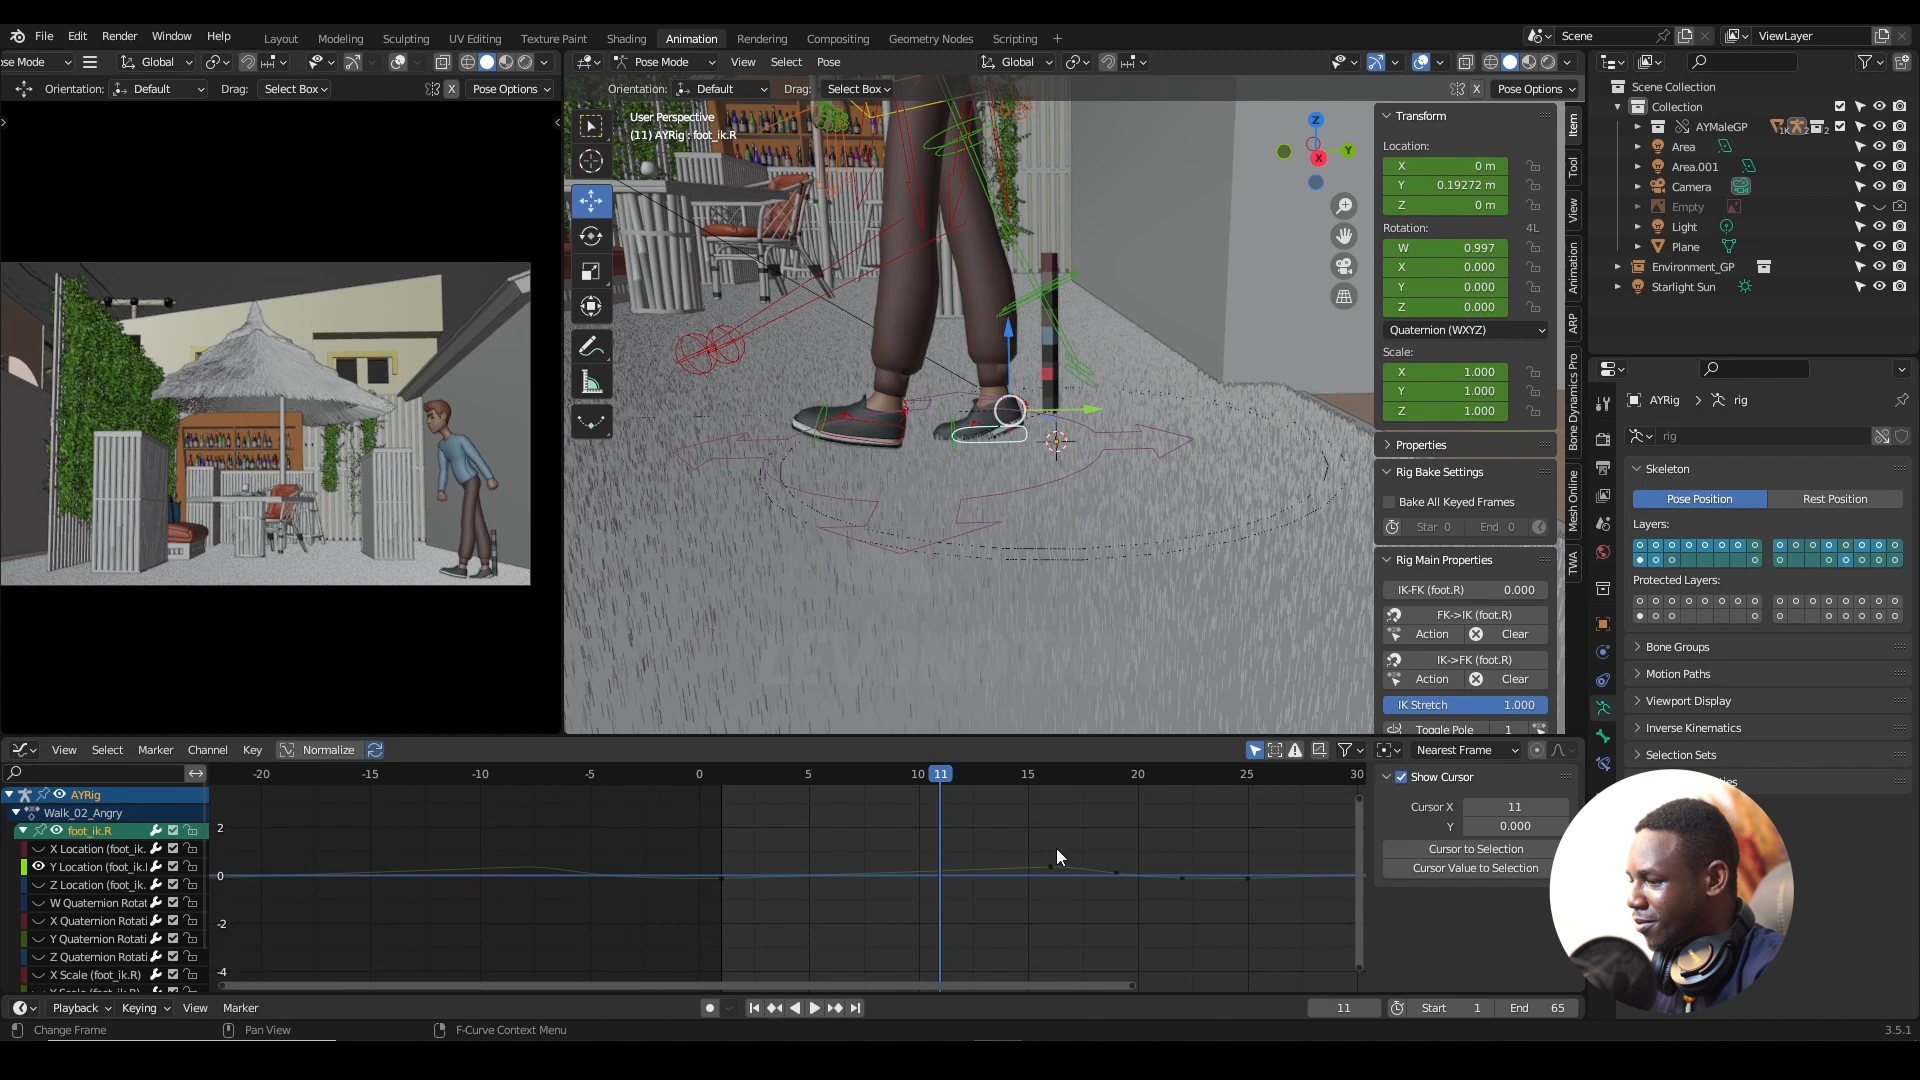 File Edit Render Window Help Layout Modeling Sculpting UV Editing Texture Paint Shading Animation Rendering Compositing Geometry Nodes Scripting + Scene ViewLayer
ose Mode Global Pose Mode View Select Pose Global
Orientation: Default Drag: Select Box X Pose Options Orientation: Default Drag: Select Box X Pose Options
User Perspective
(11) AYRig : foot_ik.R
Z
Y
X
Transform
Location:
X 0 m
Y 0.19272 m
Z 0 m
Rotation: 4L
W 0.997
X 0.000
Y 0.000
Z 0.000
Quaternion (WXYZ)
Scale:
X 1.000
Y 1.000
Z 1.000
Properties
Rig Bake Settings
Bake All Keyed Frames
Star 0 End 0
Rig Main Properties
IK-FK (foot.R) 0.000
FK->IK (foot.R)
Action Clear
IK->FK (foot.R)
Action Clear
IK Stretch 1.000
Toggle Pole 1
Item
Tool
View
Animation
ARP
Bone Dynamics Pro
Mesh Online
TWA
Scene Collection
Collection
AYMaleGP 2
Area
Area.001
Camera
Empty
Light
Plane
Environment_GP
Starlight Sun
AYRig > rig
rig
Skeleton
Pose Position Rest Position
Layers:
Protected Layers:
Bone Groups
Motion Paths
Viewport Display
Inverse Kinematics
Selection Sets
View Select Marker Channel Key Normalize Nearest Frame
-20 -15 -10 -5 0 5 10 11 15 20 25 30
AYRig
Walk_02_Angry
foot_ik.R
X Location (foot_ik.
Y Location (foot_ik.
Z Location (foot_ik.
W Quaternion Rotat
X Quaternion Rotati
Y Quaternion Rotati
Z Quaternion Rotati
X Scale (foot_ik.R)
2
0
-2
-4
Show Cursor
Cursor X 11
Y 0.000
Cursor to Selection
Cursor Value to Selection
Playback Keying View Marker 11 Start 1 End 65
Change Frame Pan View F-Curve Context Menu 3.5.1